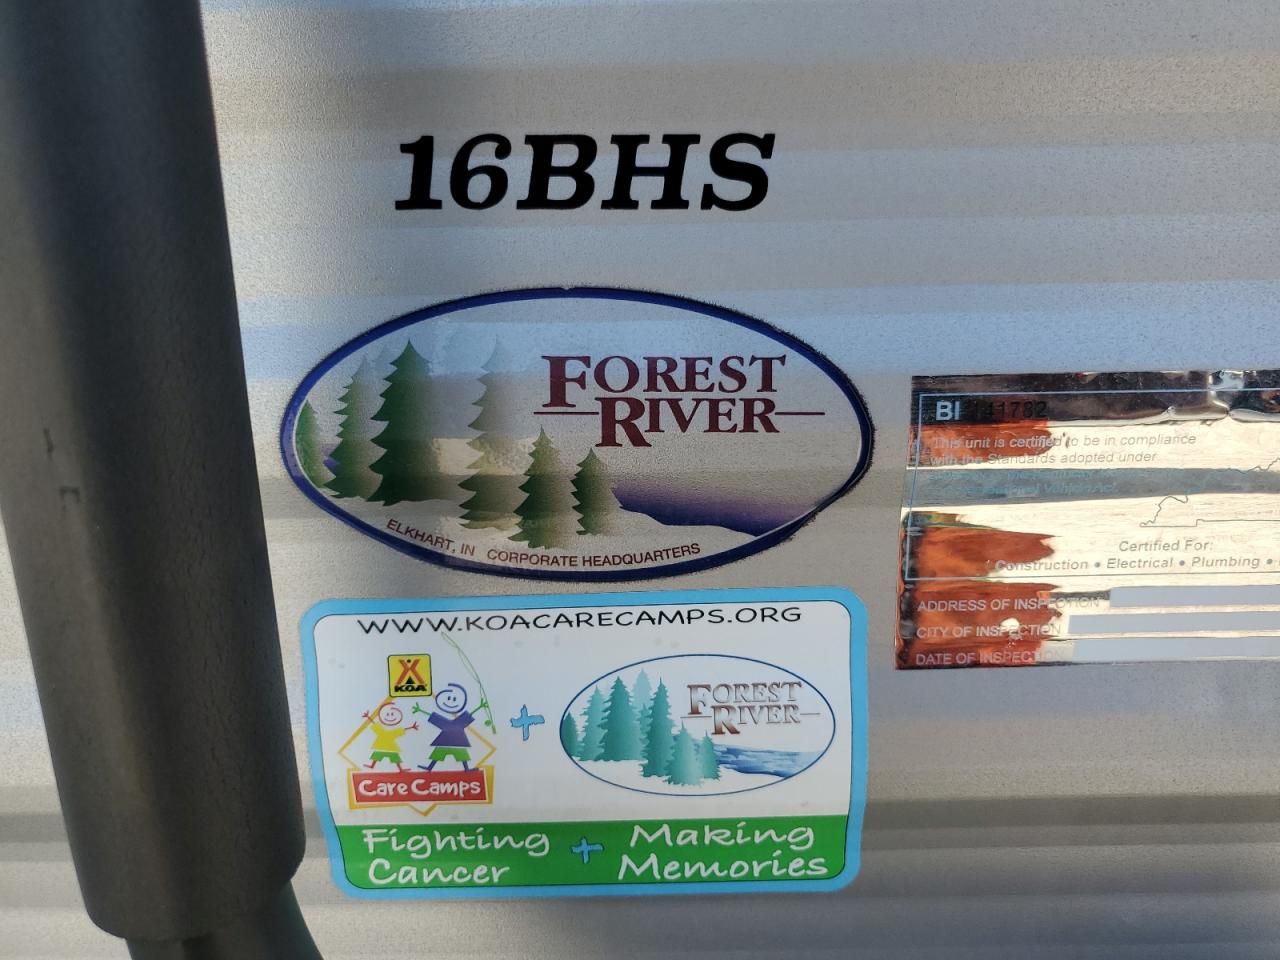 16BHS
FOREST
RIVER
ELKHART, IN CORPORATE HEADQUARTERS
WWW.KOACARECAMPS.ORG
KOA
Care Camps
FOREST
RIVER
Fighting + Making
Cancer Memories
BI 141782
This unit is certified to be in compliance
with the Standards adopted under
Certified For:
Construction • Electrical • Plumbing •
ADDRESS OF INSPECTION
CITY OF INSPECTION
DATE OF INSPECTION